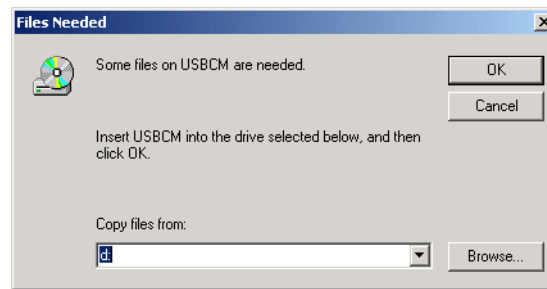 Files Needed
Some files on USBCM are needed.
OK
Cancel
Insert USBCM into the drive selected below, and then
click OK.
Copy files from:
d:
Browse...